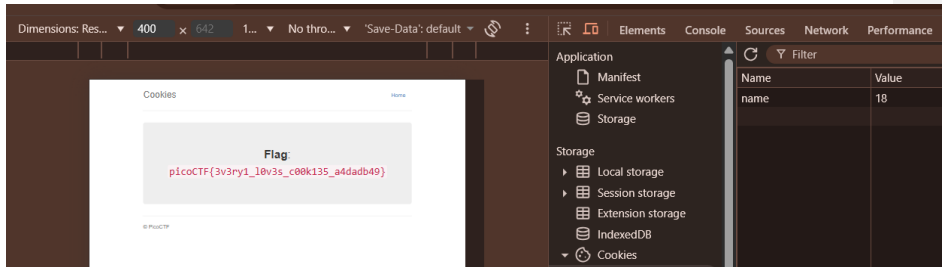 Dimensions: Res... ▼ 400 × 642 1... ▼ No thro... ▼ 'Save-Data': default ▼
Elements Console Sources Network Performance
Application
Manifest
Service workers
Storage
Storage
Local storage
Session storage
Extension storage
IndexedDB
Cookies
Filter
Name Value
name 18
Cookies Home
Flag:
picoCTF{3v3ry1_l0v3s_c00k135_a4dadb49}
© PicoCTF